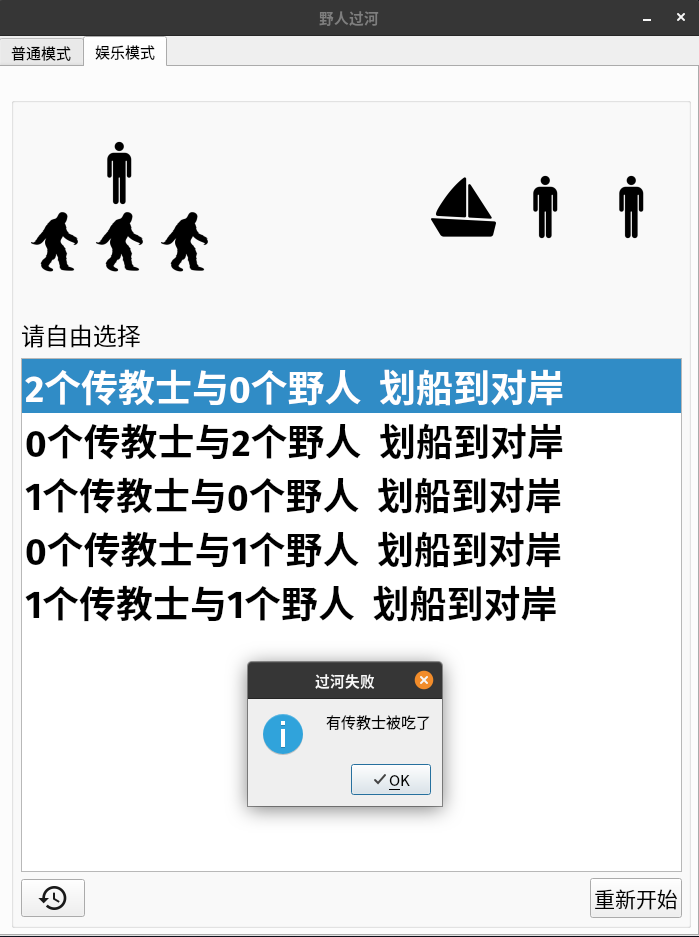 野人过河
普通模式
娱乐模式
请自由选择
2个传教士与0个野人 划船到对岸
0个传教士与2个野人 划船到对岸
1个传教士与0个野人 划船到对岸
0个传教士与1个野人 划船到对岸
1个传教士与1个野人 划船到对岸
过河失败
有传教士被吃了
OK
重新开始